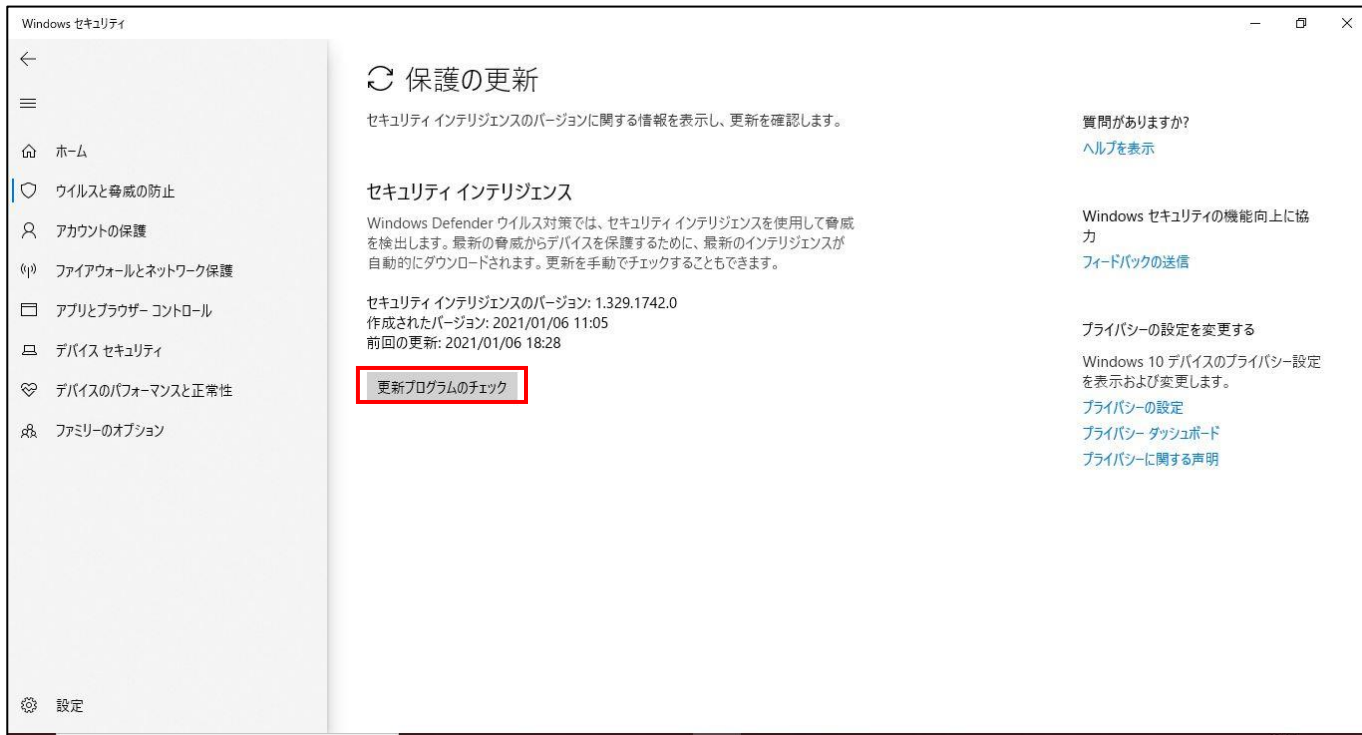 Windows セキュリティ
ホーム
ウイルスと脅威の防止
アカウントの保護
ファイアウォールとネットワーク保護
アプリとブラウザー コントロール
デバイス セキュリティ
デバイスのパフォーマンスと正常性
ファミリーのオプション
設定
保護の更新
セキュリティ インテリジェンスのバージョンに関する情報を表示し、更新を確認します。
セキュリティ インテリジェンス
Windows Defender ウイルス対策では、セキュリティ インテリジェンスを使用して脅威
を検出します。最新の脅威からデバイスを保護するために、最新のインテリジェンスが
自動的にダウンロードされます。更新を手動でチェックすることもできます。
セキュリティ インテリジェンスのバージョン: 1.329.1742.0
作成されたバージョン: 2021/01/06 11:05
前回の更新: 2021/01/06 18:28
更新プログラムのチェック
質問がありますか?
ヘルプを表示
Windows セキュリティの機能向上に協
力
フィードバックの送信
プライバシーの設定を変更する
Windows 10 デバイスのプライバシー設定
を表示および変更します。
プライバシーの設定
プライバシー ダッシュボード
プライバシーに関する声明